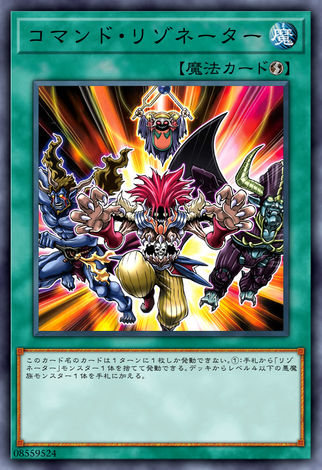 コマンド・リゾネーター 魔
【魔法カード】
このカード名のカードは1ターンに1枚しか発動できない。①:手札から「リゾ
ネーター」モンスター1体を捨てて発動できる。デッキからレベル4以下の悪魔
族モンスター1体を手札に加える。
08559524